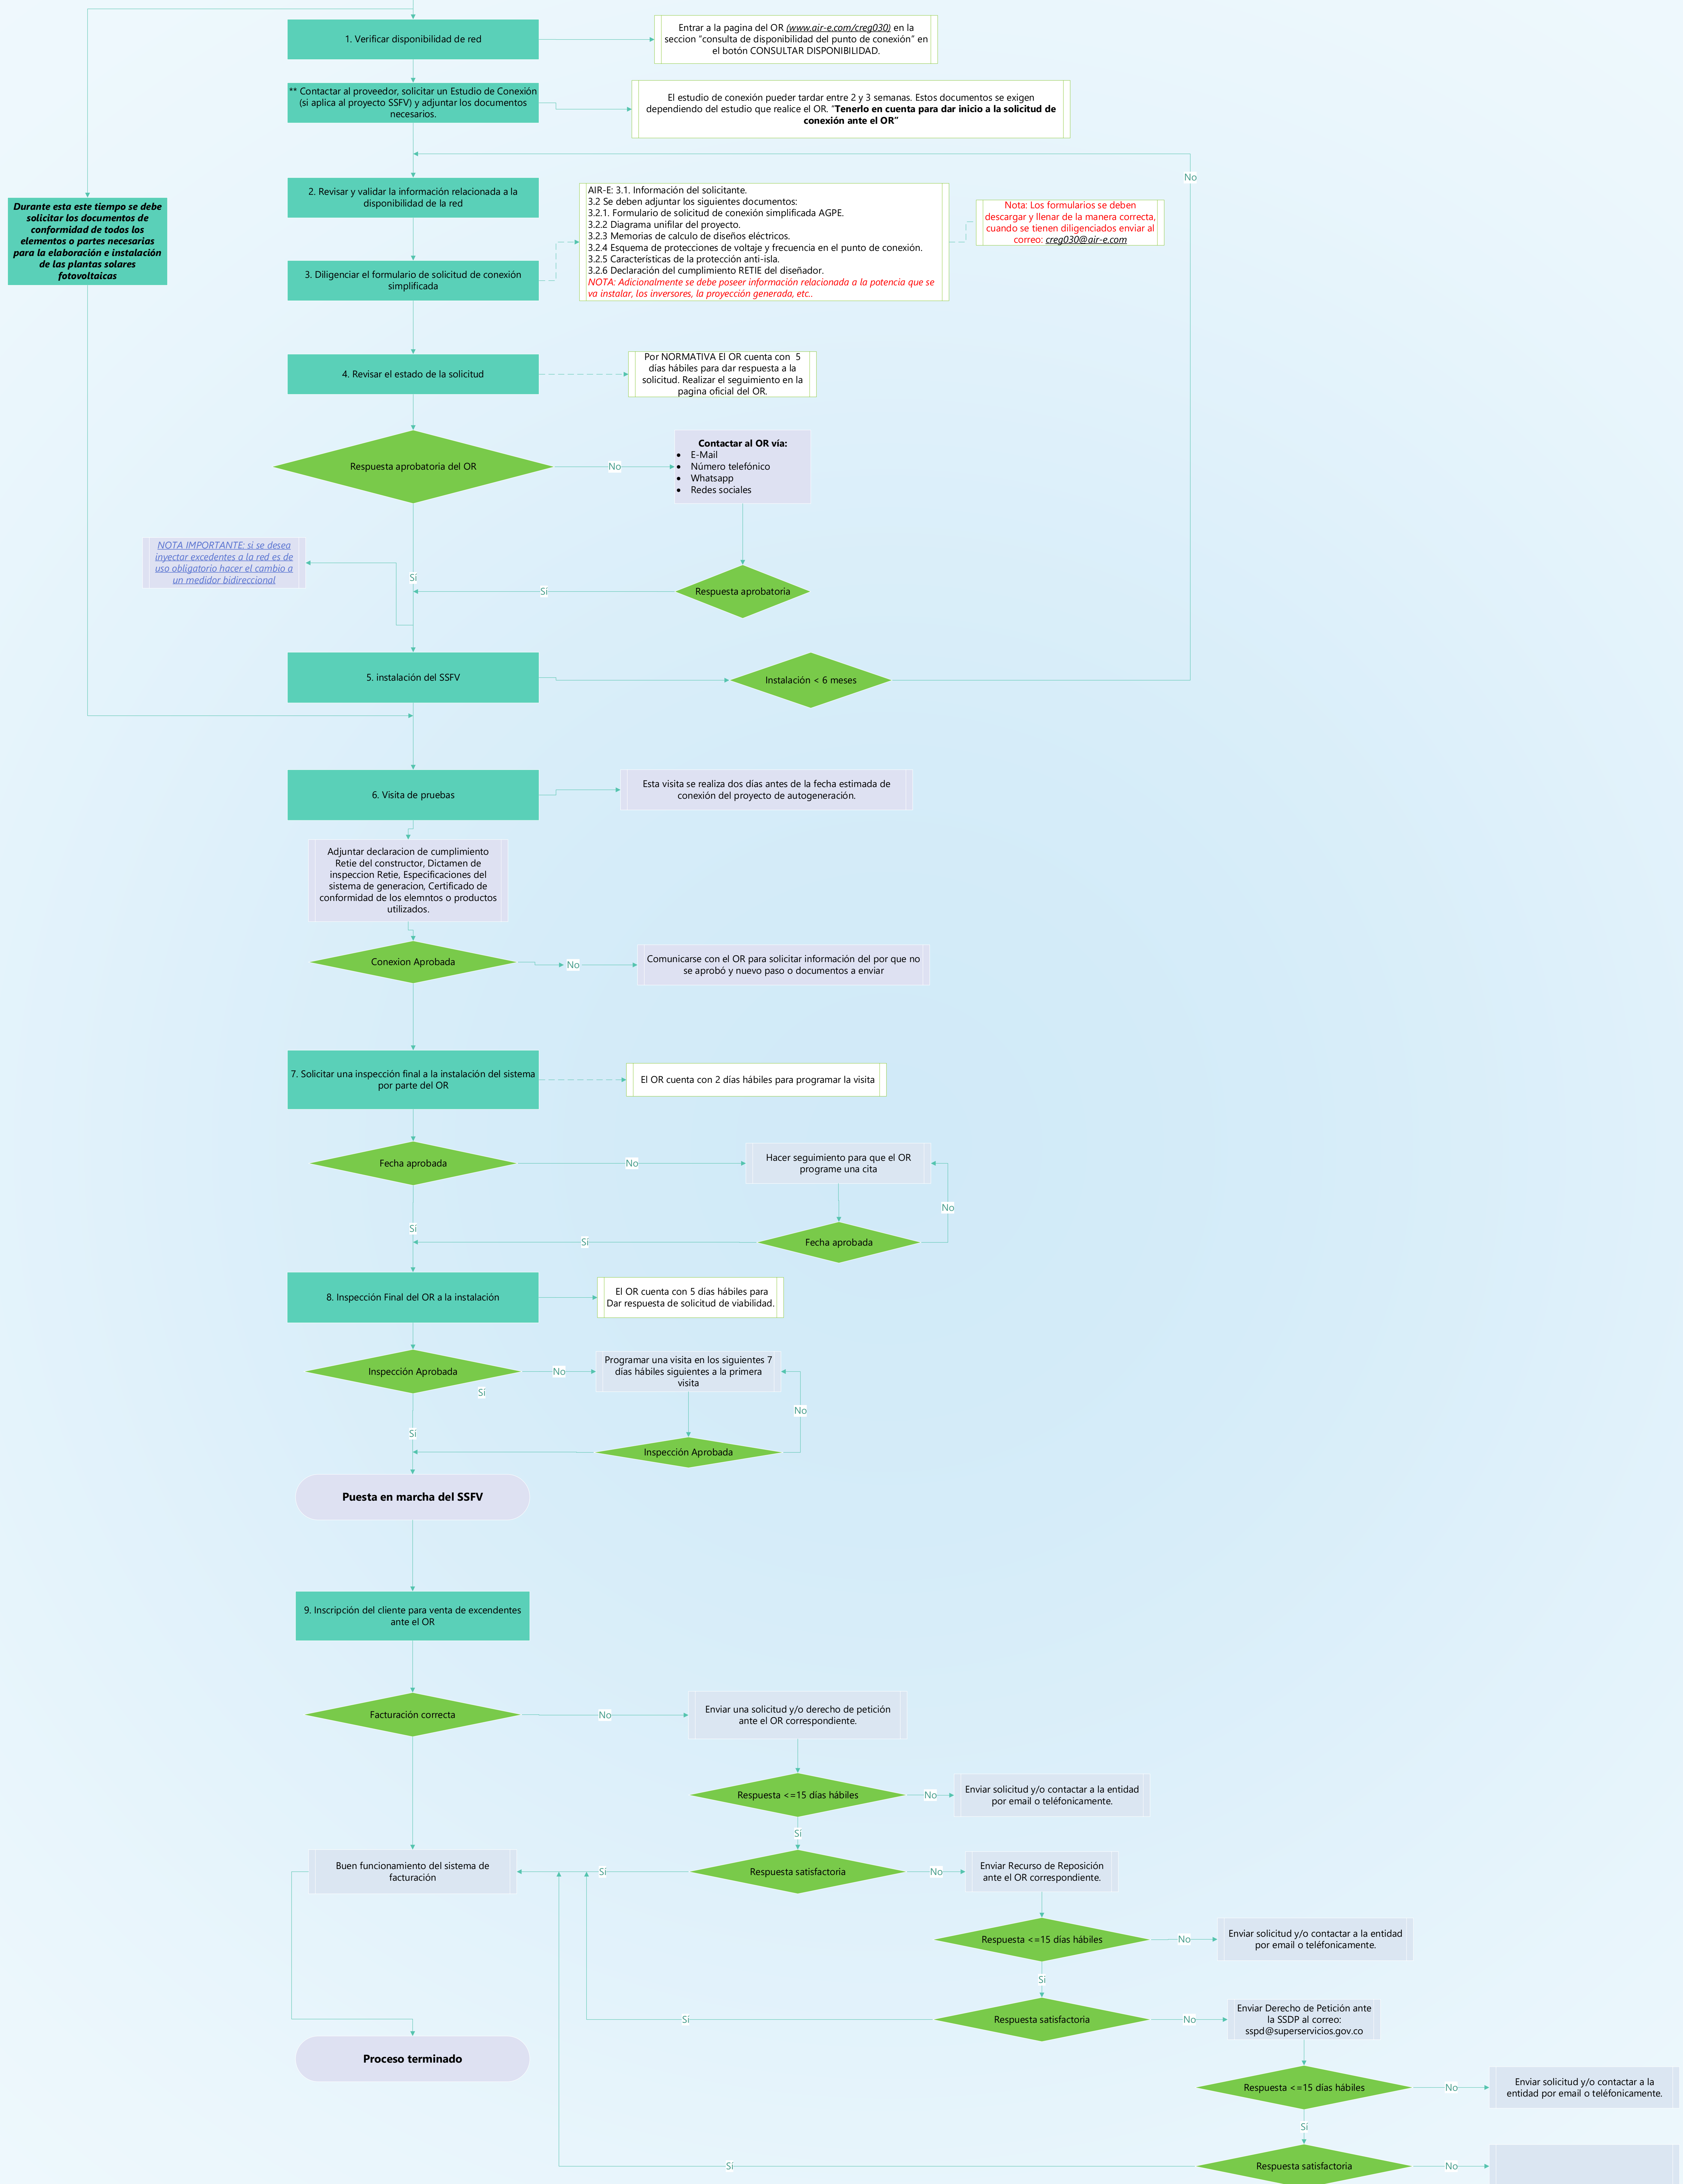 1. Verificar disponibilidad de red
Entrar a la pagina del OR (www.air-e.com/creg030) en la
seccion “consulta de disponibilidad del punto de conexión” en
el botón CONSULTAR DISPONIBILIDAD.
** Contactar al proveedor, solicitar un Estudio de Conexión
(si aplica al proyecto SSFV) y adjuntar los documentos
necesarios.
El estudio de conexión pueder tardar entre 2 y 3 semanas. Estos documentos se exigen
dependiendo del estudio que realice el OR. “Tenerlo en cuenta para dar inicio a la solicitud de
conexión ante el OR”
No
Durante esta este tiempo se debe
solicitar los documentos de
conformidad de todos los
elementos o partes necesarias
para la elaboración e instalación
de las plantas solares
fotovoltaicas
2. Revisar y validar la información relacionada a la
disponibilidad de la red
AIR-E: 3.1. Información del solicitante.
3.2 Se deben adjuntar los siguientes documentos:
3.2.1. Formulario de solicitud de conexión simplificada AGPE.
3.2.2 Diagrama unifilar del proyecto.
3.2.3 Memorias de calculo de diseños eléctricos.
3.2.4 Esquema de protecciones de voltaje y frecuencia en el punto de conexión.
3.2.5 Características de la protección anti-isla.
3.2.6 Declaración del cumplimiento RETIE del diseñador.
NOTA: Adicionalmente se debe poseer información relacionada a la potencia que se
va instalar, los inversores, la proyección generada, etc..
Nota: Los formularios se deben
descargar y llenar de la manera correcta,
cuando se tienen diligenciados enviar al
correo: creg030@air-e.com
3. Diligenciar el formulario de solicitud de conexión
simplificada
4. Revisar el estado de la solicitud
Por NORMATIVA El OR cuenta con 5
días hábiles para dar respuesta a la
solicitud. Realizar el seguimiento en la
pagina oficial del OR.
Respuesta aprobatoria del OR
No
Contactar al OR vía:
• E-Mail
• Número telefónico
• Whatsapp
• Redes sociales
NOTA IMPORTANTE: si se desea
inyectar excedentes a la red es de
uso obligatorio hacer el cambio a
un medidor bidireccional
Sí
Si
Respuesta aprobatoria
5. instalación del SSFV
Instalación < 6 meses
6. Visita de pruebas
Esta visita se realiza dos días antes de la fecha estimada de
conexión del proyecto de autogeneración.
Adjuntar declaracion de cumplimiento
Retie del constructor, Dictamen de
inspeccion Retie, Especificaciones del
sistema de generacion, Certificado de
conformidad de los elemntos o productos
utilizados.
Conexion Aprobada
No
Comunicarse con el OR para solicitar información del por que no
se aprobó y nuevo paso o documentos a enviar
7. Solicitar una inspección final a la instalación del sistema
por parte del OR
El OR cuenta con 2 días hábiles para programar la visita
Fecha aprobada
No
Hacer seguimiento para que el OR
programe una cita
No
Sí
Sí
Fecha aprobada
8. Inspección Final del OR a la instalación
El OR cuenta con 5 días hábiles para
Dar respuesta de solicitud de viabilidad.
Inspección Aprobada
No
Programar una visita en los siguientes 7
días hábiles siguientes a la primera
visita
Sí
No
Sí
Inspección Aprobada
Puesta en marcha del SSFV
9. Inscripción del cliente para venta de excendentes
ante el OR
Facturación correcta
No
Enviar una solicitud y/o derecho de petición
ante el OR correspondiente.
Respuesta <=15 días hábiles
No
Enviar solicitud y/o contactar a la entidad
por email o teléfonicamente.
Sí
Buen funcionamiento del sistema de
facturación
Sí
Respuesta satisfactoria
No
Enviar Recurso de Reposición
ante el OR correspondiente.
Respuesta <=15 días hábiles
No
Enviar solicitud y/o contactar a la entidad
por email o teléfonicamente.
Sí
Sí
Respuesta satisfactoria
No
Enviar Derecho de Petición ante
la SSDP al correo:
sspd@superservicios.gov.co
Proceso terminado
Respuesta <=15 días hábiles
No
Enviar solicitud y/o contactar a la
entidad por email o teléfonicamente.
Sí
Sí
Respuesta satisfactoria
No